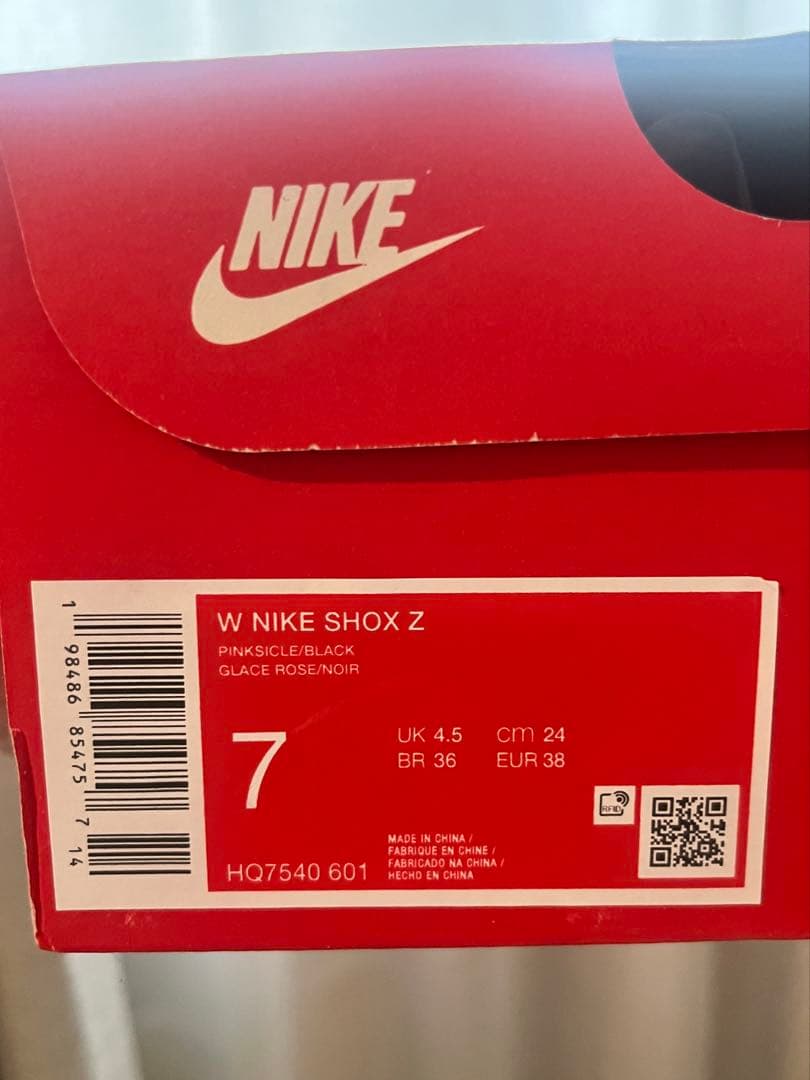 NIKE
W NIKE SHOX Z
PINKSICLE/BLACK
GLACE ROSE/NOIR
7
UK 4.5 cm 24
BR 36 EUR 38
RFID
HQ7540 601
MADE IN CHINA /
FABRIQUE EN CHINE /
FABRICADO NA CHINA /
HECHO EN CHINA
1 98486 85475 7 14